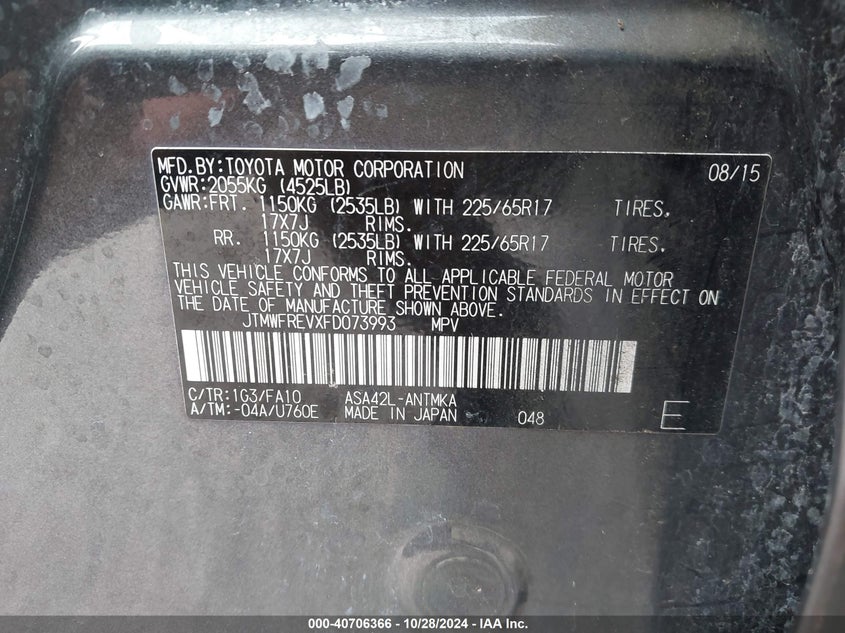 MFD.BY:TOYOTA MOTOR CORPORATION 08/15
GVWR:2055KG (4525LB)
GAWR:FRT. 1150KG (2535LB) WITH 225/65R17 TIRES,
17X7J RIMS.
RR. 1150KG (2535LB) WITH 225/65R17 TIRES,
17X7J RIMS.
THIS VEHICLE CONFORMS TO ALL APPLICABLE FEDERAL MOTOR
VEHICLE SAFETY AND THEFT PREVENTION STANDARDS IN EFFECT ON
THE DATE OF MANUFACTURE SHOWN ABOVE.
JTMWFREVXFD073993 MPV
C/TR:1G3/FA10 ASA42L-ANTMKA
A/TM:-04A/U760E MADE IN JAPAN 048 E
000-40706366 - 10/28/2024 - IAA Inc.